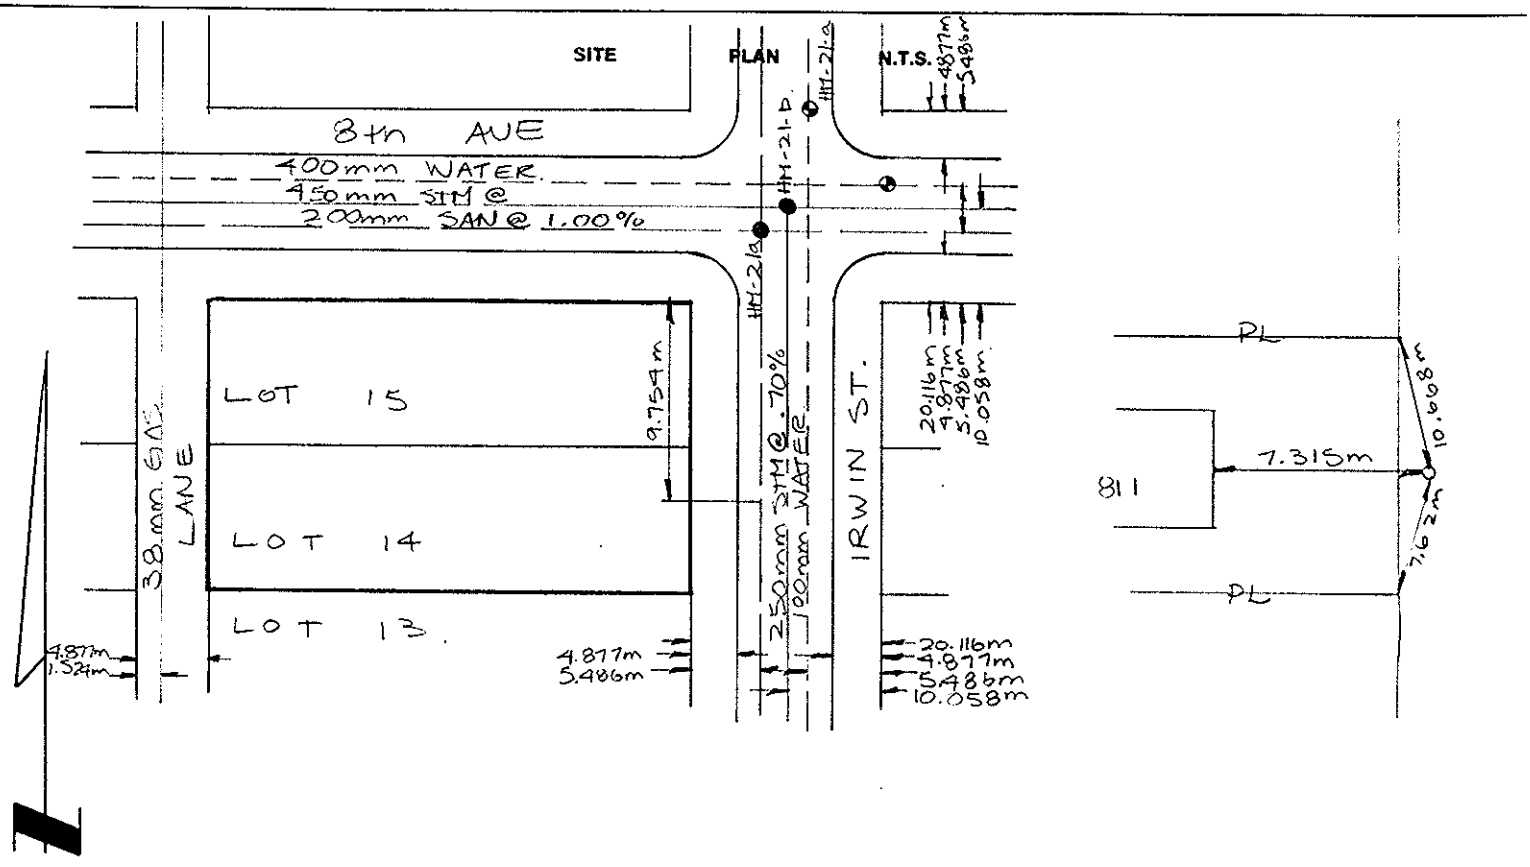 SITE PLAN N.T.S.
4.877m
5.486m
HM-21-a
HM-21-D
8th AVE
400mm WATER.
450mm STM @
200mm SAN @ 1.00%
HM-21a
9.754m
LOT 15
LOT 14
LOT 13.
38mm GAS
LANE
250mm STM @ .70%
100mm WATER
IRWIN ST.
20.116m
4.877m
5.486m
10.058m
4.877m
1.524m
4.877m
5.486m
20.116m
4.877m
5.486m
10.058m
PL
10.668m
7.315m
811
7.62m
PL